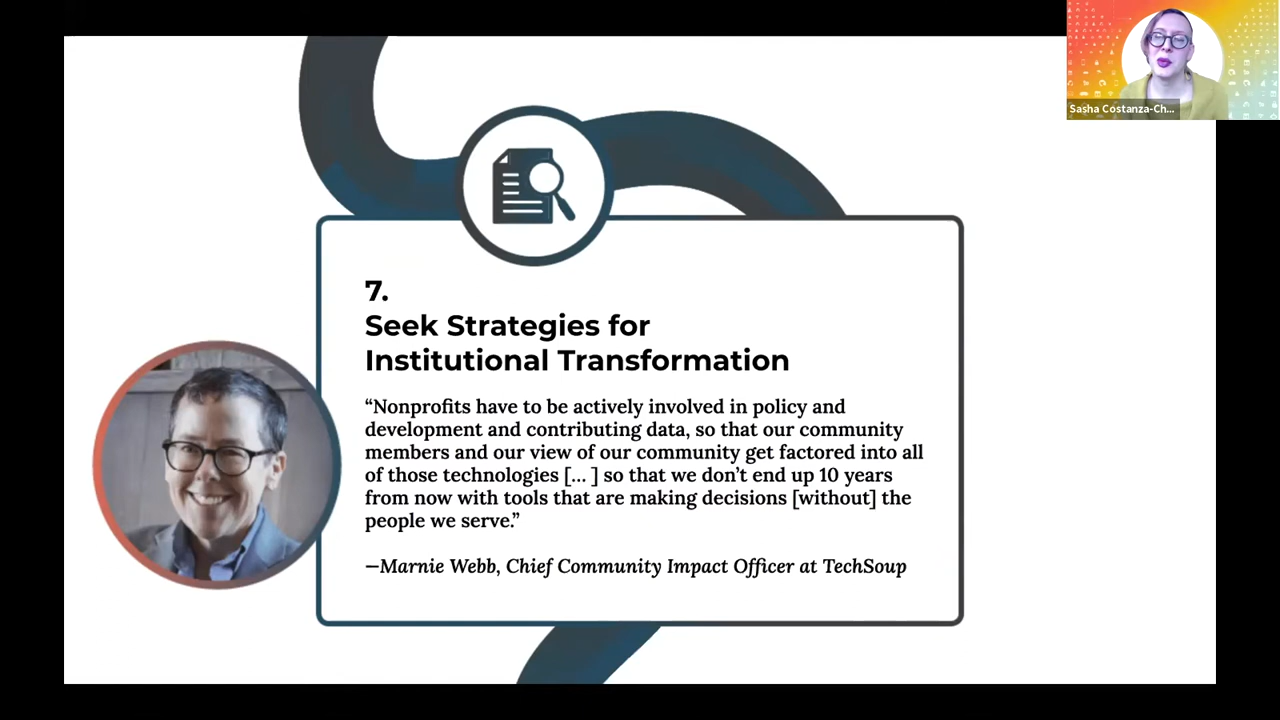 Sasha Costanza-Ch...
7.
Seek Strategies for
Institutional Transformation
“Nonprofits have to be actively involved in policy and
development and contributing data, so that our community
members and our view of our community get factored into all
of those technologies [... ] so that we don’t end up 10 years
from now with tools that are making decisions [without] the
people we serve.”
—Marnie Webb, Chief Community Impact Officer at TechSoup